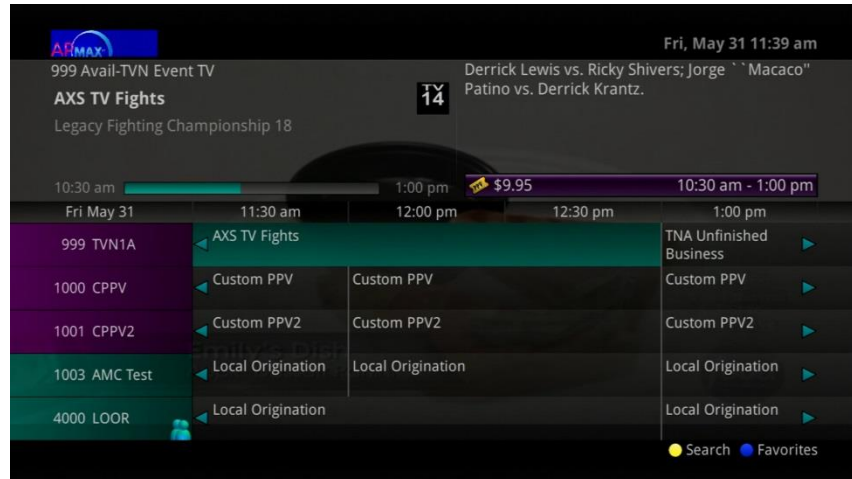 ARMAX
Fri, May 31 11:39 am
999 Avail-TVN Event TV
AXS TV Fights
TV
14
Legacy Fighting Championship 18
Derrick Lewis vs. Ricky Shivers; Jorge ``Macaco"
Patino vs. Derrick Krantz.
10:30 am 1:00 pm
$9.95 10:30 am - 1:00 pm
Fri May 31 11:30 am 12:00 pm 12:30 pm 1:00 pm
999 TVN1A AXS TV Fights TNA Unfinished
Business
1000 CPPV Custom PPV Custom PPV Custom PPV
1001 CPPV2 Custom PPV2 Custom PPV2 Custom PPV2
Emily's Dish
1003 AMC Test Local Origination Local Origination Local Origination
4000 LOOR Local Origination Local Origination
Search Favorites